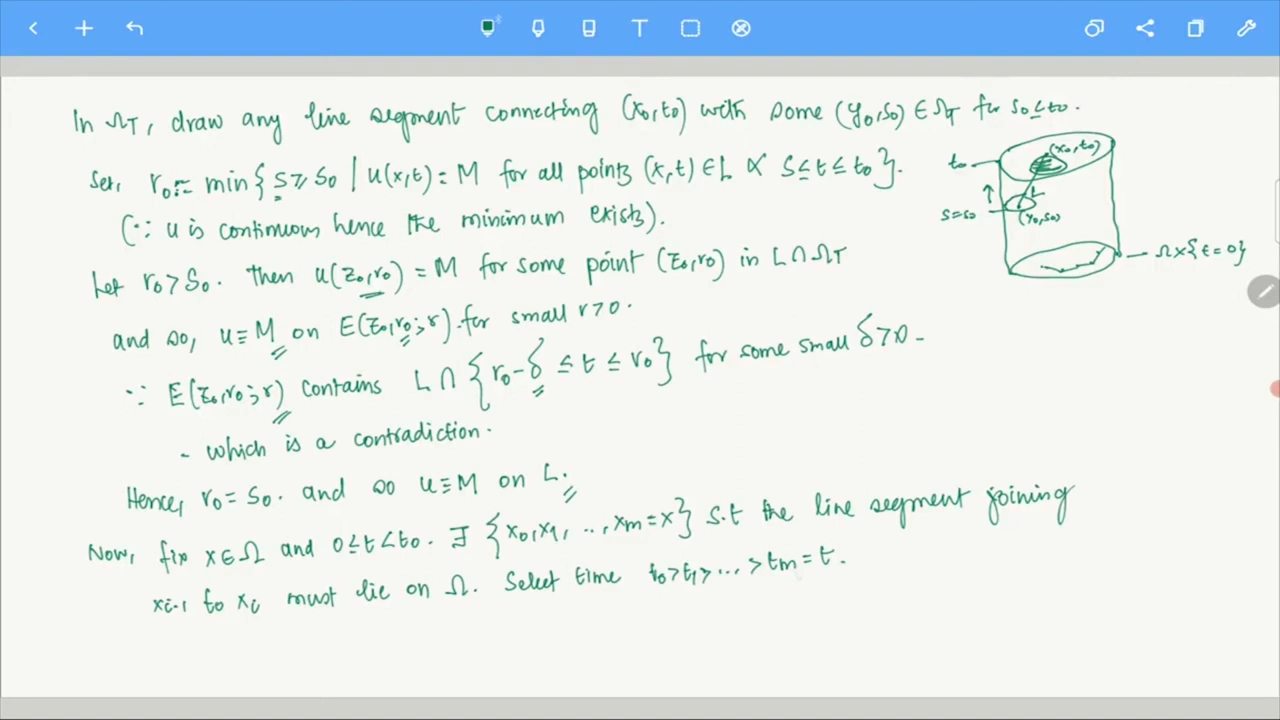 In Ω_T, draw any line segment connecting (x₀,t₀) with some (y₀,s₀) ∈ Ω_T for s₀≤t₀.
Set, r₀ := min{ s ≥ s₀ | u(x,t) = M for all points (x,t) ∈ L & s ≤ t ≤ t₀ }.
(∵ u is continuous hence the minimum exists).
Let r₀ > s₀. Then u(z₀,r₀) = M for some point (z₀,r₀) in L∩Ω_T
and so, u ≡ M on E(z₀,r₀;r). for small r>0.
∵ E(z₀,r₀;r) contains L∩{r₀-δ ≤ t ≤ r₀} for some small δ>0.
- which is a contradiction.
Hence, r₀ = s₀. and so u ≡ M on L.
Now, fix x∈Ω and 0≤t<t₀. ∃ {x₀,x₁,..,x_m=x} s.t the line segment joining
x_{i-1} to x_i must lie on Ω. Select time t₀>t₁>...>t_m=t.
t₀
(x₀,t₀)
L
s=s₀
(y₀,s₀)
Ω×{t=0}
T